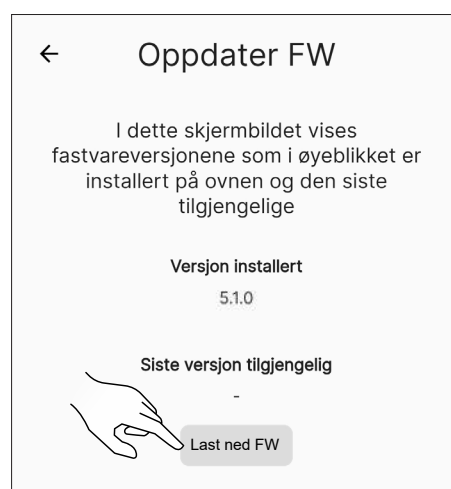 Oppdater FW
I dette skjermbildet vises
fastvareversjonene som i øyeblikket er
installert på ovnen og den siste
tilgjengelige
Versjon installert
5.1.0
Siste versjon tilgjengelig
-
Last ned FW